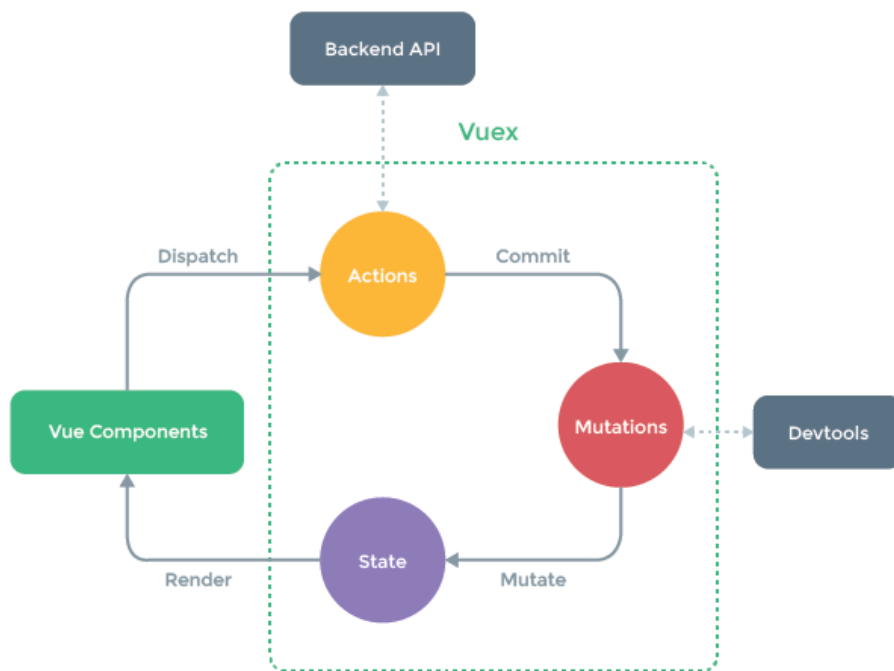 Backend API
Vuex
Dispatch
Actions
Commit
Vue Components
Mutations
Devtools
State
Render
Mutate